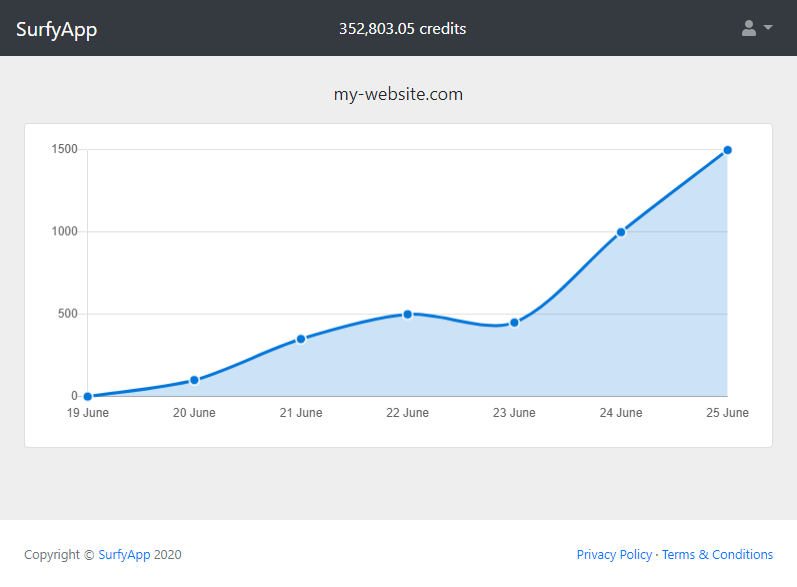 SurfyApp 352,803.05 credits
my-website.com
1500
1000
500
0
19 June 20 June 21 June 22 June 23 June 24 June 25 June
Copyright © SurfyApp 2020 Privacy Policy · Terms & Conditions